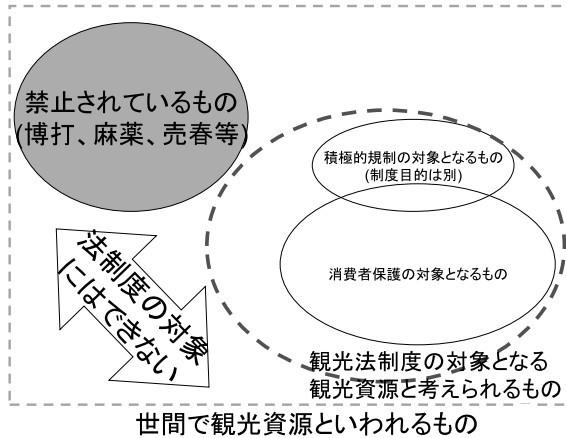 禁止されているもの
(博打、麻薬、売春等)
積極的規制の対象となるもの
(制度目的は別)
消費者保護の対象となるもの
法制度の対象
にはできない
観光法制度の対象となる
観光資源と考えられるもの
世間で観光資源といわれるもの